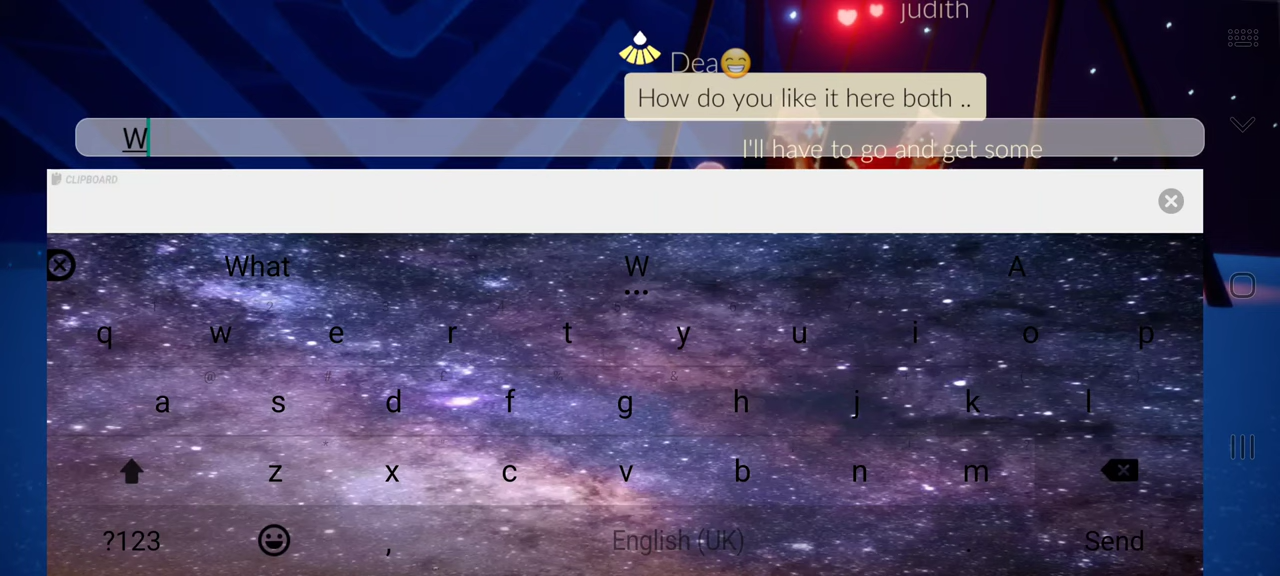 judith
Dea😁
How do you like it here both ..
W
I'll have to go and get some
CLIPBOARD
What W A
q w e r t y u i o p
@ # £ &
a s d f g h j k l
z x c v b n m
?123 , English (UK) . Send